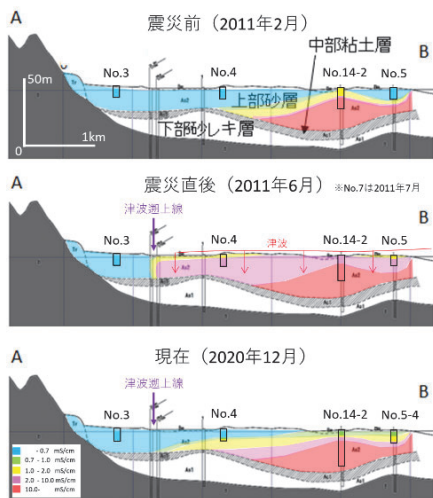 震災前（2011年2月）
A
B
50m
0
1km
No.3
No.4
No.14-2
No.5
中部粘土層
上部砂層
下部砂レキ層
震災直後（2011年6月）
※No.7は2011年7月
A
B
津波遡上線
津波
No.3
No.4
No.14-2
No.5
現在（2020年12月）
A
B
津波遡上線
No.3
No.4
No.14-2
No.5-4
- 0.7 mS/cm
0.7 - 1.0 mS/cm
1.0 - 2.0 mS/cm
2.0 - 10.0 mS/cm
10.0- mS/cm